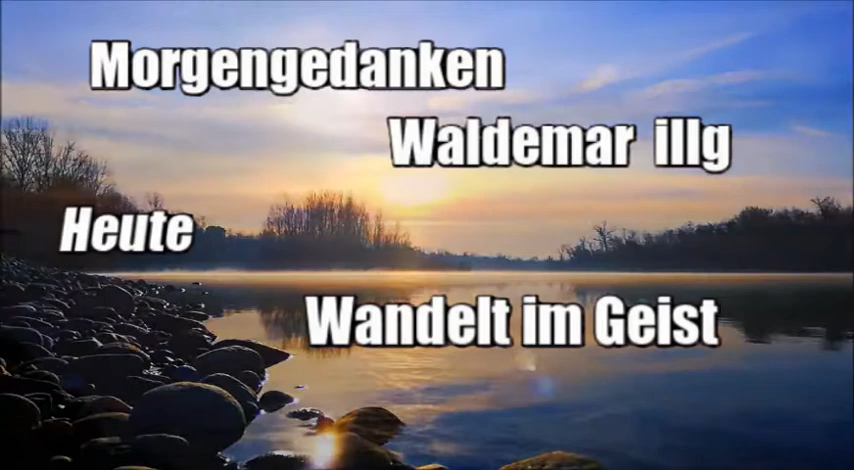 Morgengedanken
Waldemar illg
Heute
Wandelt im Geist